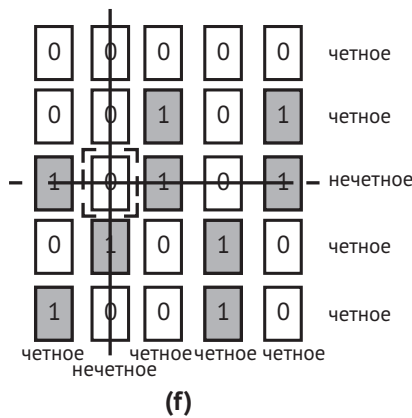 0 0 0 0 0 четное
0 0 1 0 1 четное
1 0 1 0 1 нечетное
0 1 0 1 0 четное
1 0 0 1 0 четное
четное четное четное четное
нечетное
(f)